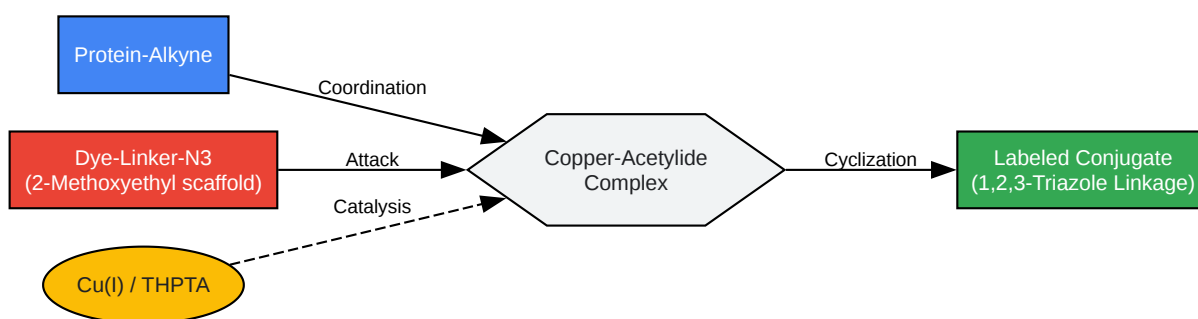 Protein-Alkyne
Coordination
Dye-Linker-N3
(2-Methoxyethyl scaffold)
Attack
Copper-Acetylide
Complex
Cyclization
Labeled Conjugate
(1,2,3-Triazole Linkage)
Catalysis
Cu(I) / THPTA